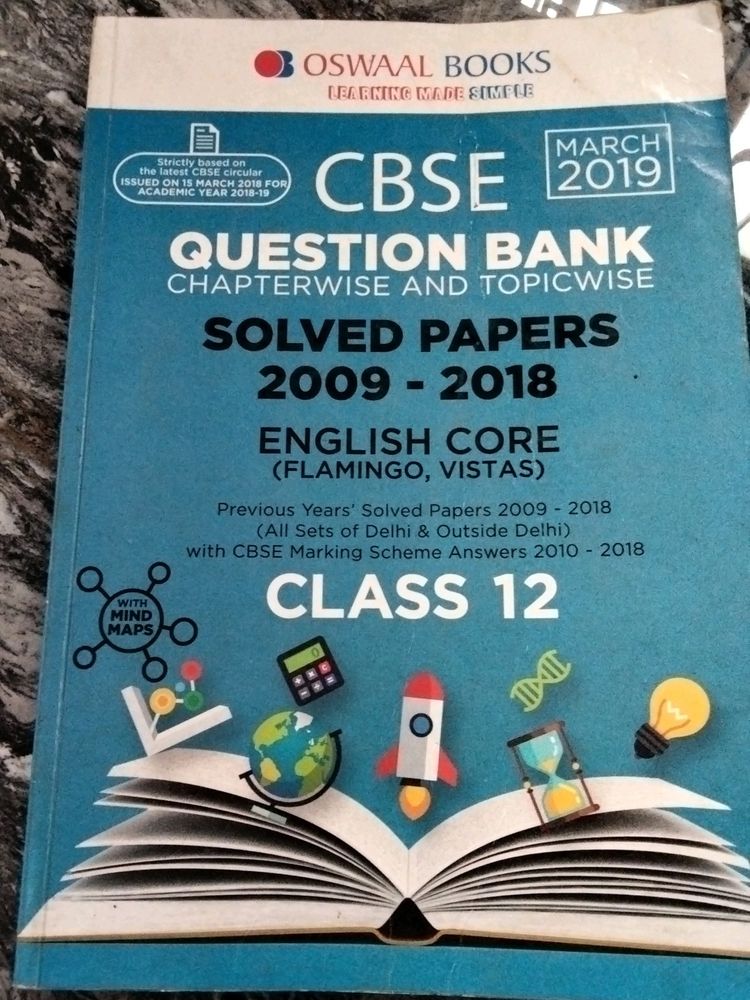 OSWAAL BOOKS
LEARNING MADE SIMPLE
Strictly based on
the latest CBSE circular
ISSUED ON 15 MARCH 2018 FOR
ACADEMIC YEAR 2018-19
CBSE
MARCH
2019
QUESTION BANK
CHAPTERWISE AND TOPICWISE
SOLVED PAPERS
2009 - 2018
ENGLISH CORE
(FLAMINGO, VISTAS)
Previous Years' Solved Papers 2009 - 2018
(All Sets of Delhi & Outside Delhi)
with CBSE Marking Scheme Answers 2010 - 2018
CLASS 12
WITH
MIND
MAPS